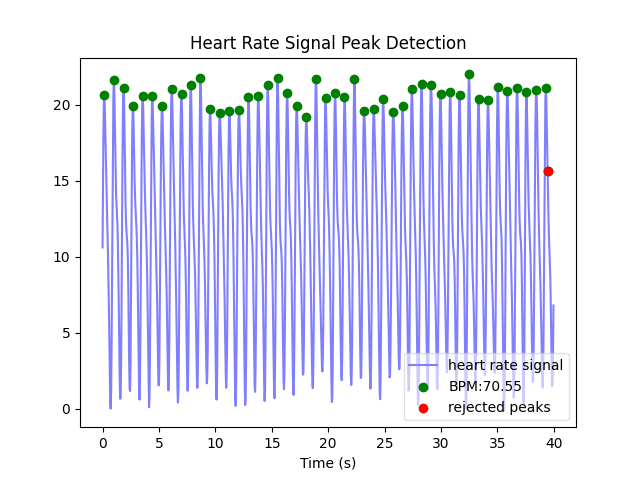 Heart Rate Signal Peak Detection
20
15
10
5
0
heart rate signal
BPM:70.55
rejected peaks
0 5 10 15 20 25 30 35 40
Time (s)